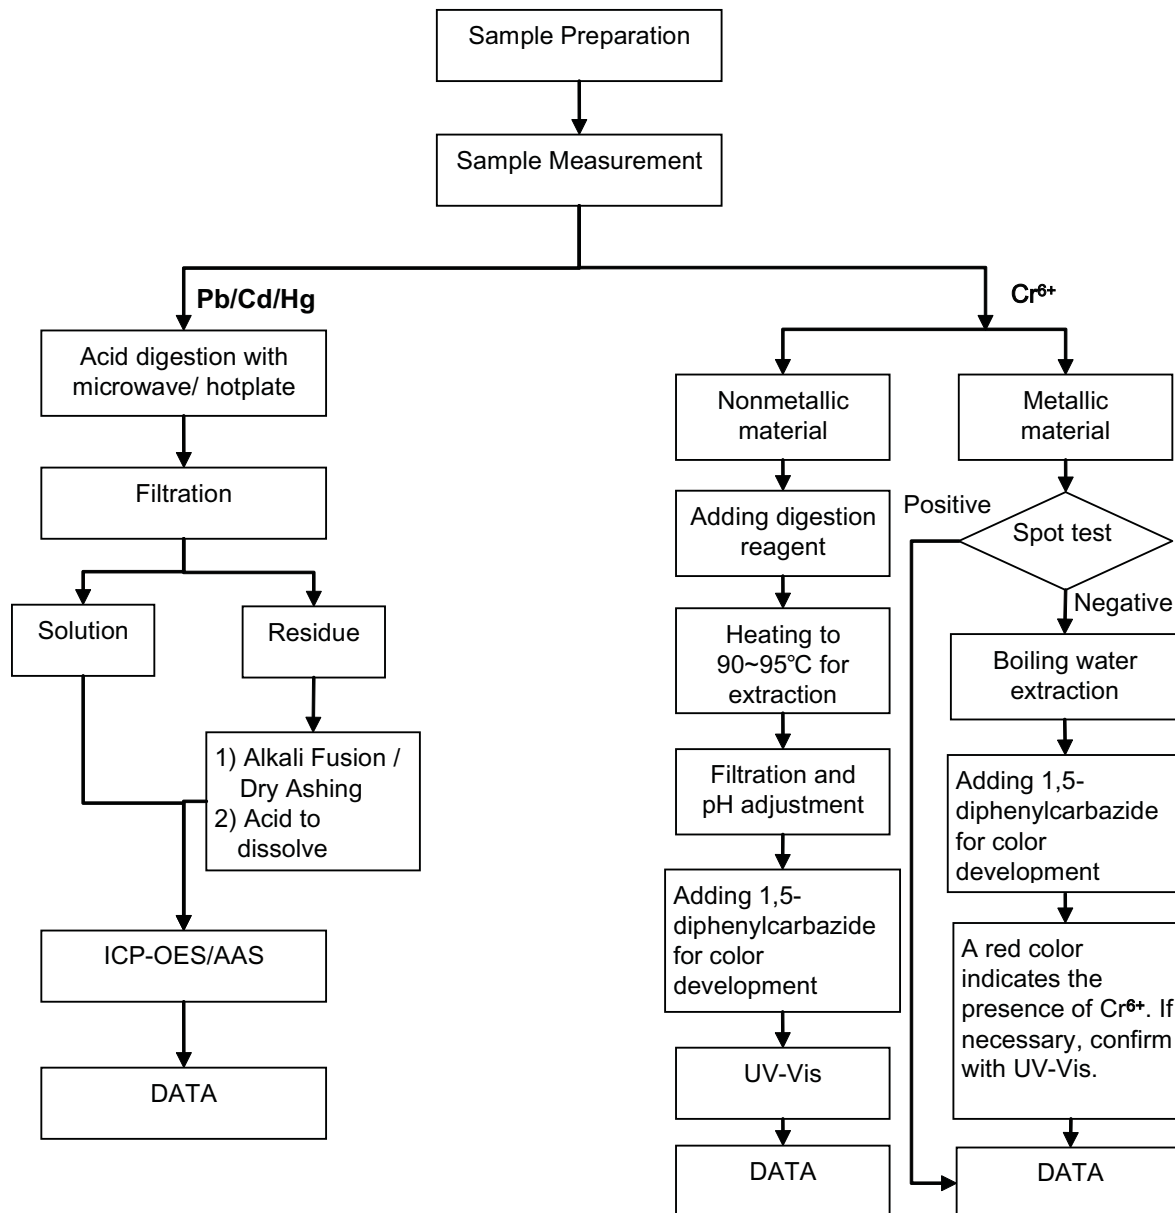 Sample Preparation
Sample Measurement
Pb/Cd/Hg
Acid digestion with
microwave/ hotplate
Filtration
Solution
Residue
1) Alkali Fusion /
Dry Ashing
2) Acid to
dissolve
ICP-OES/AAS
DATA
Cr⁶⁺
Nonmetallic
material
Adding digestion
reagent
Heating to
90~95℃ for
extraction
Filtration and
pH adjustment
Adding 1,5-
diphenylcarbazide
for color
development
UV-Vis
DATA
Metallic
material
Spot test
Positive
Negative
Boiling water
extraction
Adding 1,5-
diphenylcarbazide
for color
development
A red color
indicates the
presence of Cr⁶⁺. If
necessary, confirm
with UV-Vis.
DATA